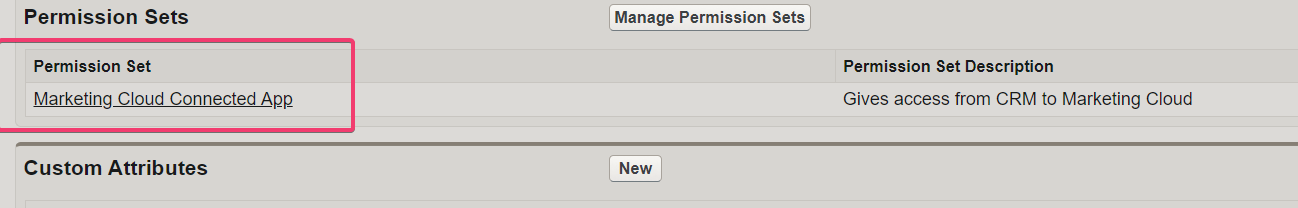 Permission Sets
Manage Permission Sets
Permission Set
Permission Set Description
Marketing Cloud Connected App
Gives access from CRM to Marketing Cloud
Custom Attributes
New